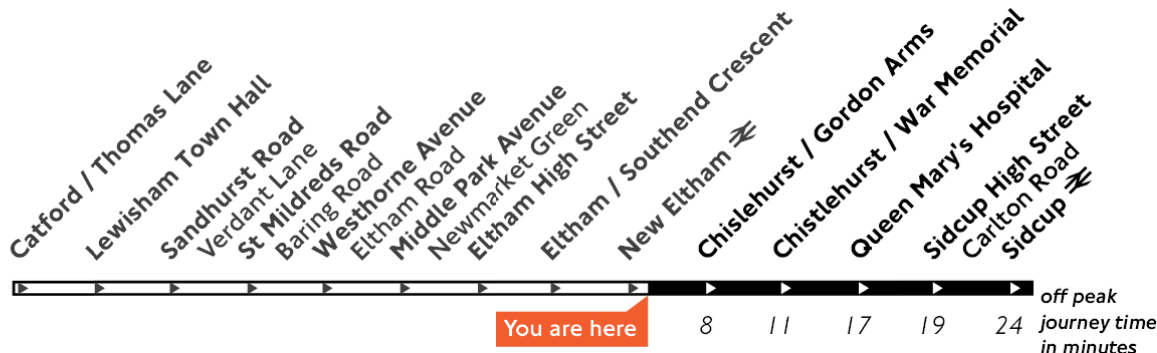 Catford / Thomas Lane
Lewisham Town Hall
Sandhurst Road
Verdant Lane
St Mildreds Road
Baring Road
Westhorne Avenue
Eltham Road
Middle Park Avenue
Newmarket Green
Eltham High Street
Eltham / Southend Crescent
New Eltham
Chislehurst / Gordon Arms
Chistlehurst / War Memorial
Queen Mary's Hospital
Sidcup High Street
Carlton Road
Sidcup
You are here
8 11 17 19 24
off peak
journey time
in minutes